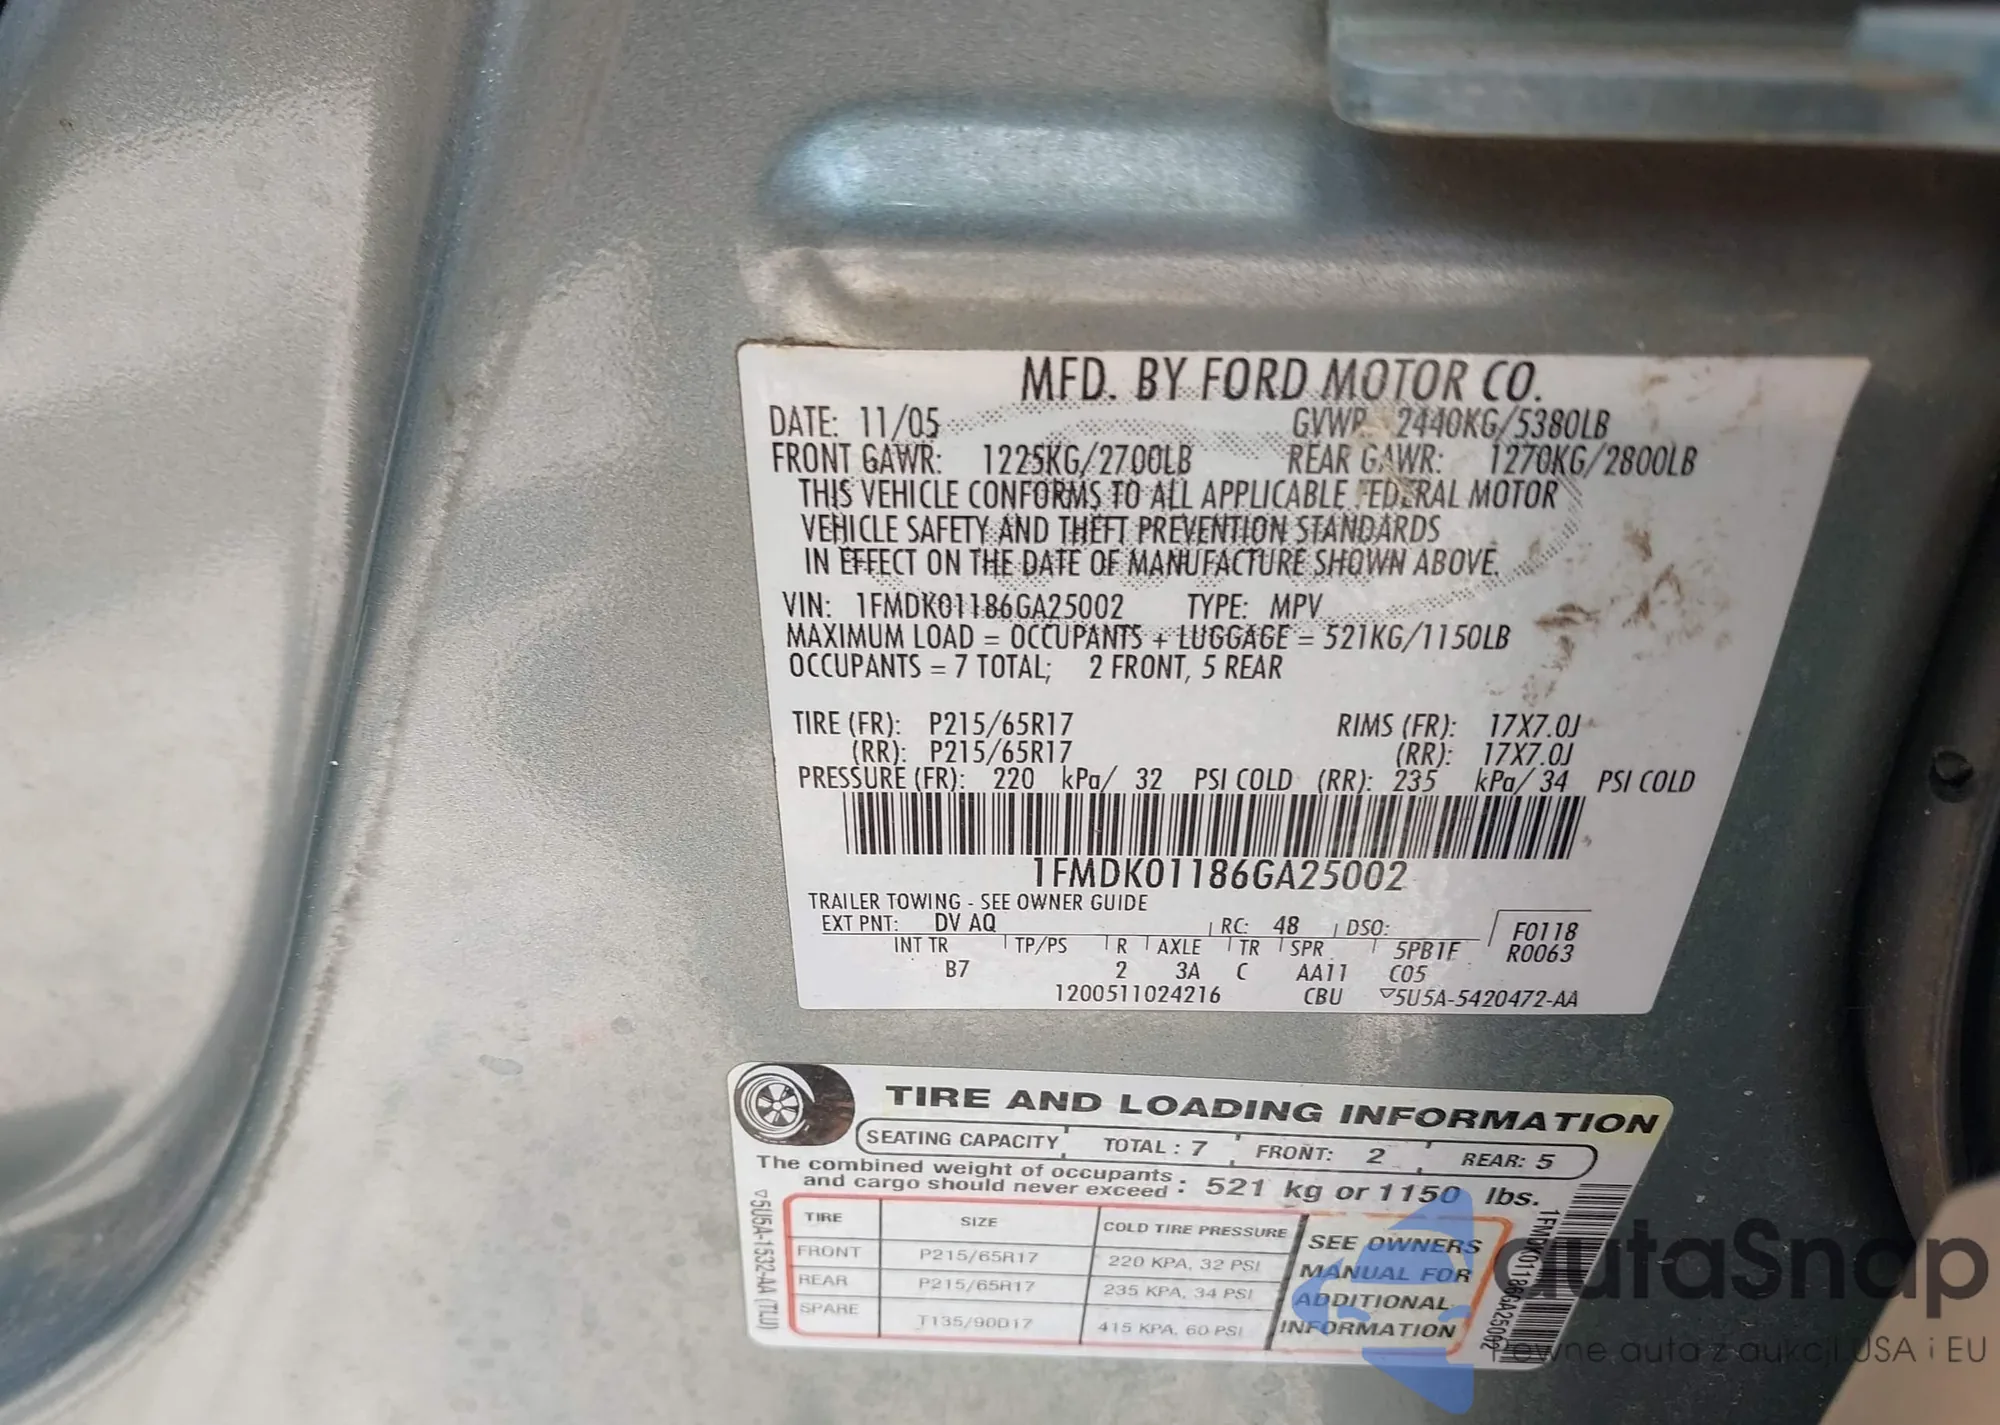 MFD. BY FORD MOTOR CO.
DATE: 11/05 GVWR 2440KG/5380LB
FRONT GAWR: 1225KG/2700LB REAR GAWR: 1270KG/2800LB
THIS VEHICLE CONFORMS TO ALL APPLICABLE FEDERAL MOTOR
VEHICLE SAFETY AND THEFT PREVENTION STANDARDS
IN EFFECT ON THE DATE OF MANUFACTURE SHOWN ABOVE.
VIN: 1FMDK01186GA25002 TYPE: MPV
MAXIMUM LOAD = OCCUPANTS + LUGGAGE = 521KG/1150LB
OCCUPANTS = 7 TOTAL; 2 FRONT, 5 REAR
TIRE (FR): P215/65R17 RIMS (FR): 17X7.0J
(RR): P215/65R17 (RR): 17X7.0J
PRESSURE (FR): 220 kPa/ 32 PSI COLD (RR): 235 kPa/ 34 PSI COLD
1FMDK01186GA25002
TRAILER TOWING - SEE OWNER GUIDE
EXT PNT: DV AQ RC: 48 DSO: F0118
INT TR TP/PS R AXLE TR SPR 5PB1F R0063
B7 2 3A C AA11 C05
1200511024216 CBU ▽5U5A-5420472-AA
TIRE AND LOADING INFORMATION
SEATING CAPACITY TOTAL : 7 FRONT: 2 REAR: 5
The combined weight of occupants
and cargo should never exceed : 521 kg or 1150 lbs.
TIRE SIZE COLD TIRE PRESSURE
FRONT P215/65R17 220 KPA, 32 PSI
REAR P215/65R17 235 KPA, 34 PSI
SPARE T135/90D17 415 KPA, 60 PSI
SEE OWNERS
MANUAL FOR
ADDITIONAL
INFORMATION
▽5U5A-1532-AA (TLU)
1FMDK01186GA25002
autaSnap
Pewne auta z aukcji USA i EU